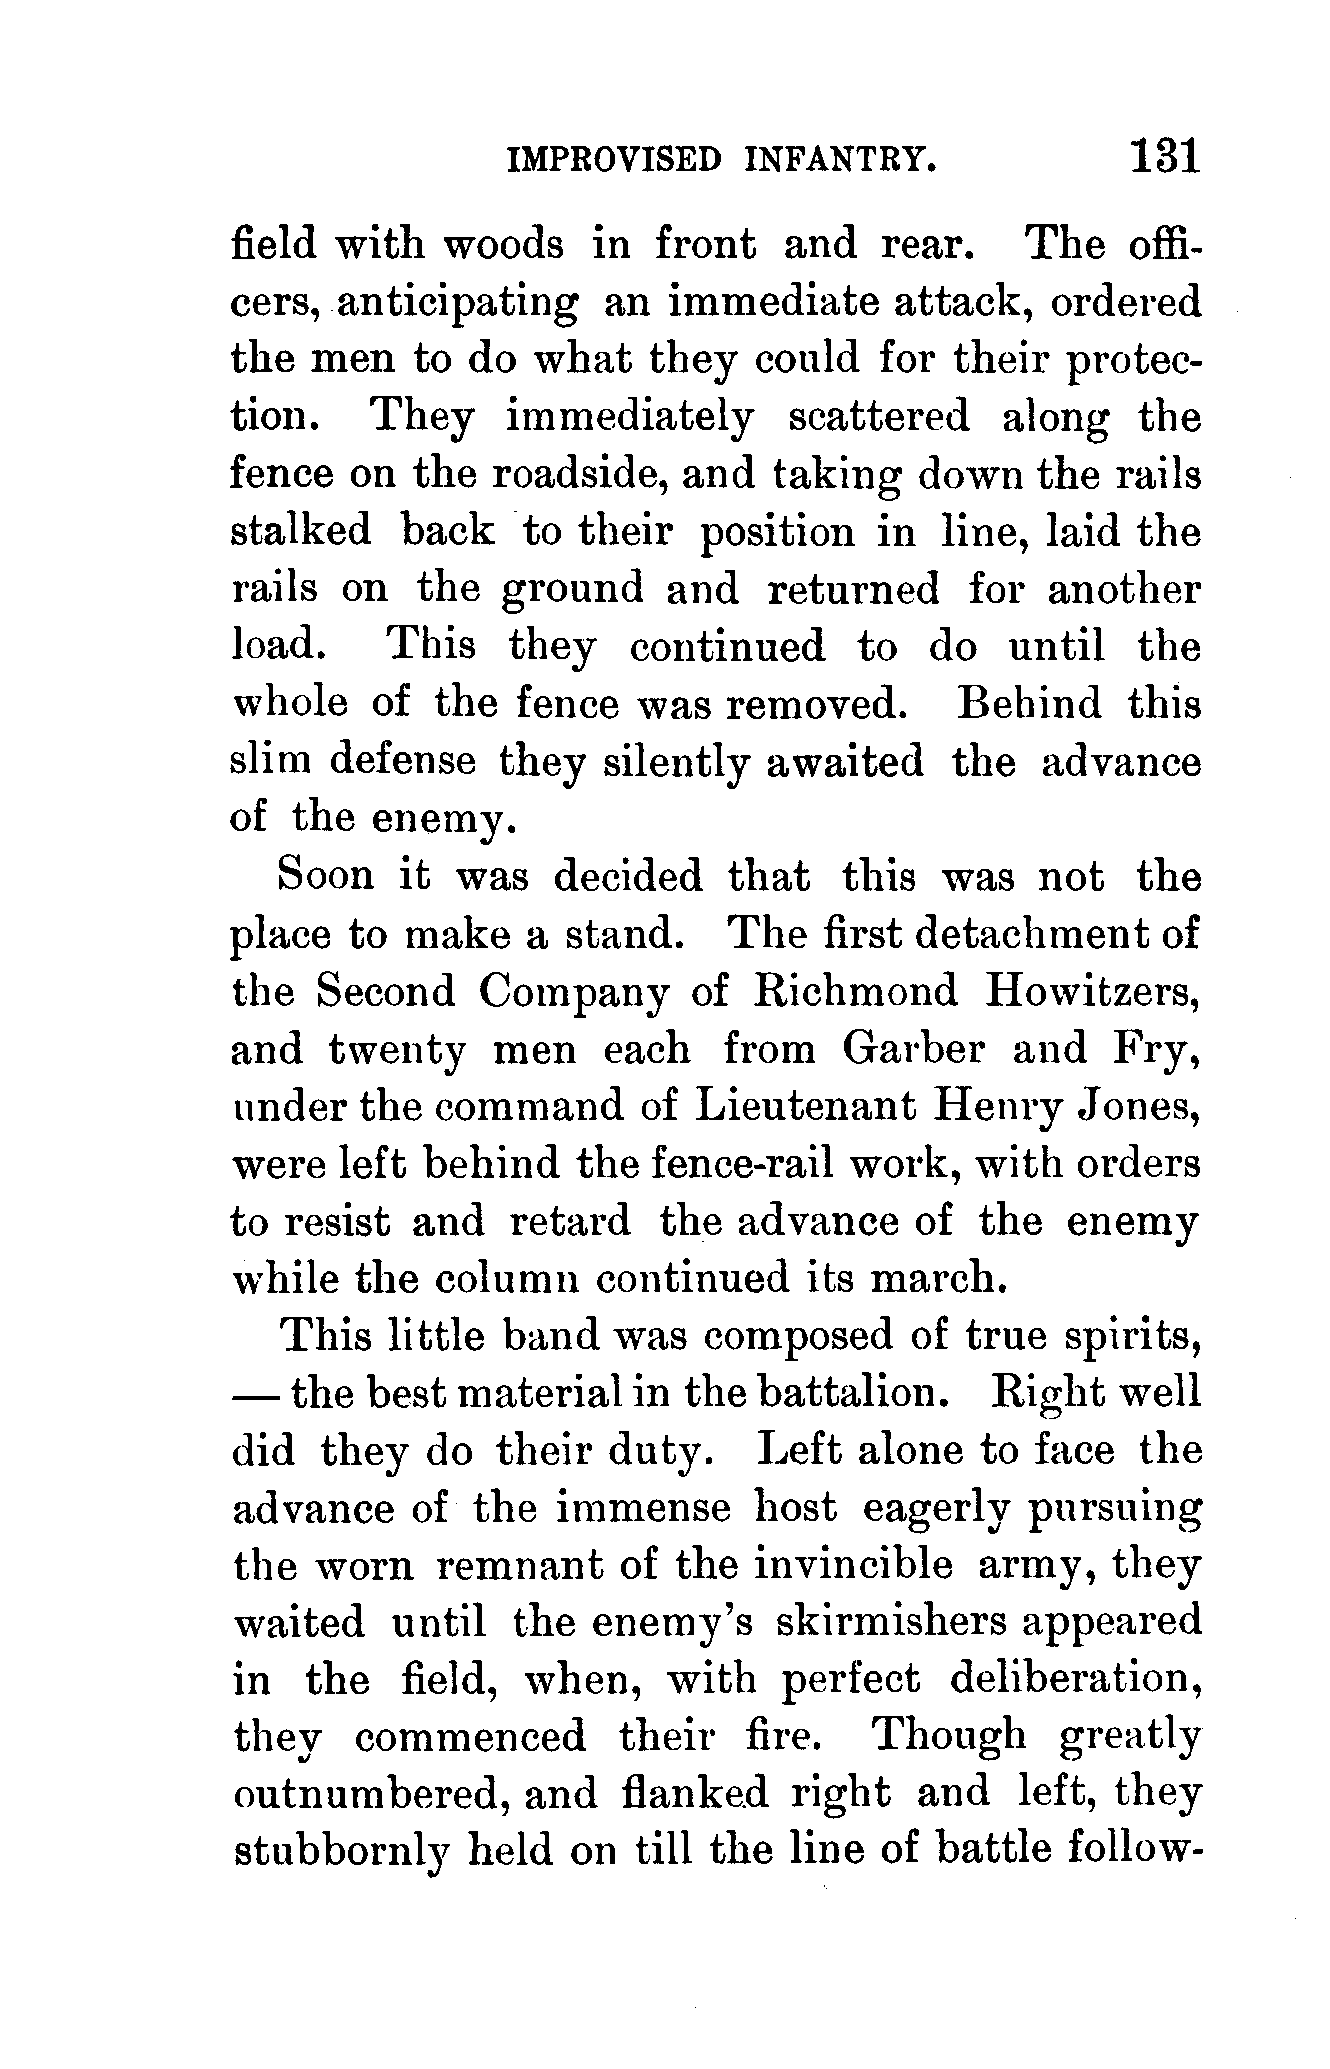 IMPROVISED INFANTRY. 131
field with woods in front and rear. The offi-
cers, anticipating an immediate attack, ordered
the men to do what they could for their protec-
tion. They immediately scattered along the
fence on the roadside, and taking down the rails
stalked back to their position in line, laid the
rails on the ground and returned for another
load. This they continued to do until the
whole of the fence was removed. Behind this
slim defense they silently awaited the advance
of the enemy.
Soon it was decided that this was not the
place to make a stand. The first detachment of
the Second Company of Richmond Howitzers,
and twenty men each from Garber and Fry,
under the command of Lieutenant Henry Jones,
were left behind the fence-rail work, with orders
to resist and retard the advance of the enemy
while the column continued its march.
This little band was composed of true spirits,
— the best material in the battalion. Right well
did they do their duty. Left alone to face the
advance of the immense host eagerly pursuing
the worn remnant of the invincible army, they
waited until the enemy's skirmishers appeared
in the field, when, with perfect deliberation,
they commenced their fire. Though greatly
outnumbered, and flanked right and left, they
stubbornly held on till the line of battle follow-